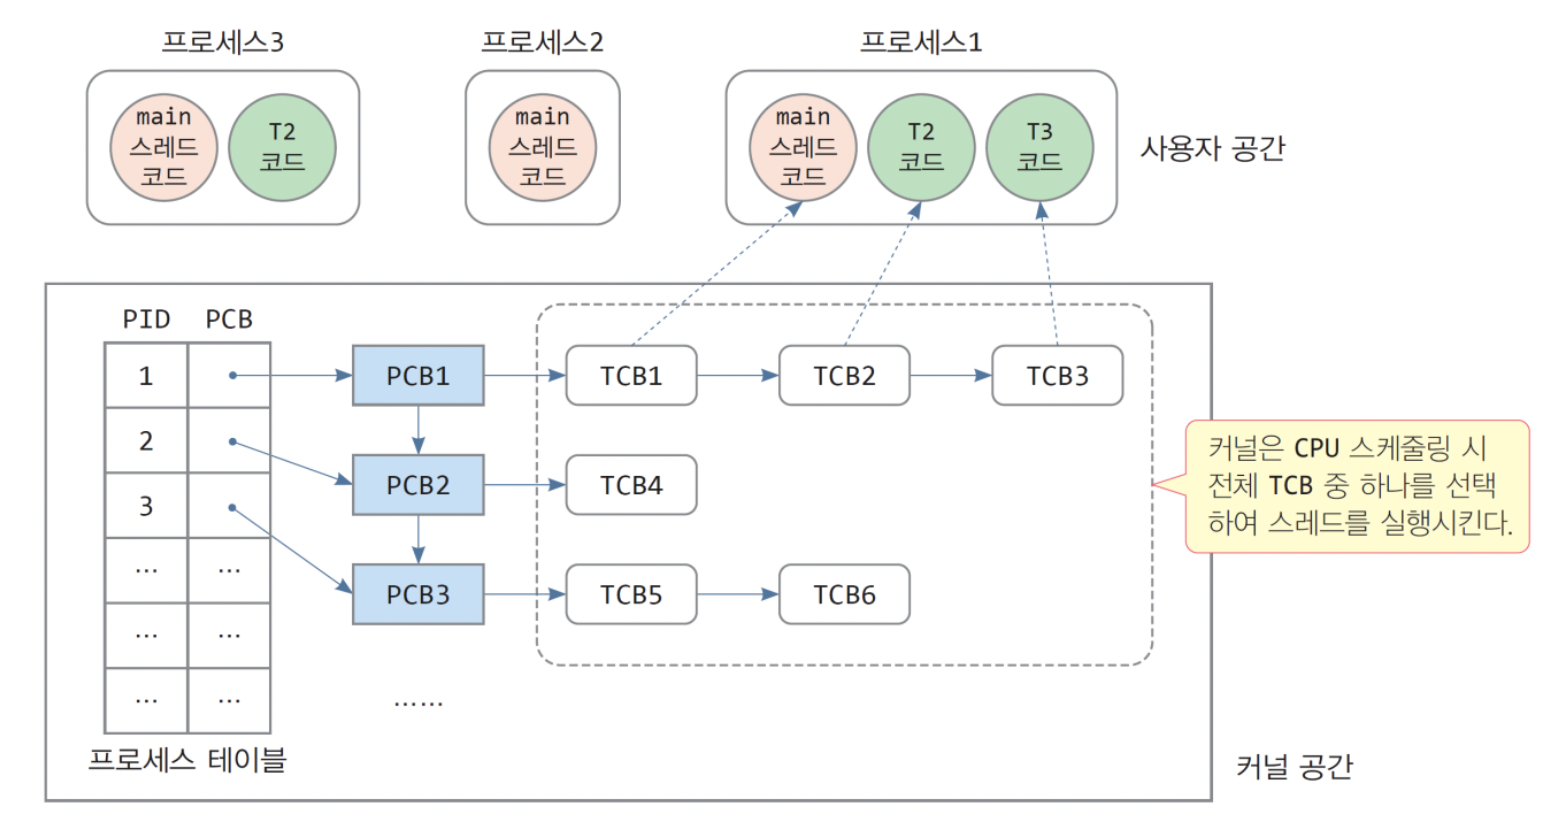 프로세스3
프로세스2
프로세스1
main
스레드
코드
T2
코드
main
스레드
코드
main
스레드
코드
T2
코드
T3
코드
사용자 공간
PID
PCB
1
2
3
...
...
...
...
...
...
프로세스 테이블
PCB1
TCB1
TCB2
TCB3
PCB2
TCB4
PCB3
TCB5
TCB6
......
커널은 CPU 스케줄링 시
전체 TCB 중 하나를 선택
하여 스레드를 실행시킨다.
커널 공간